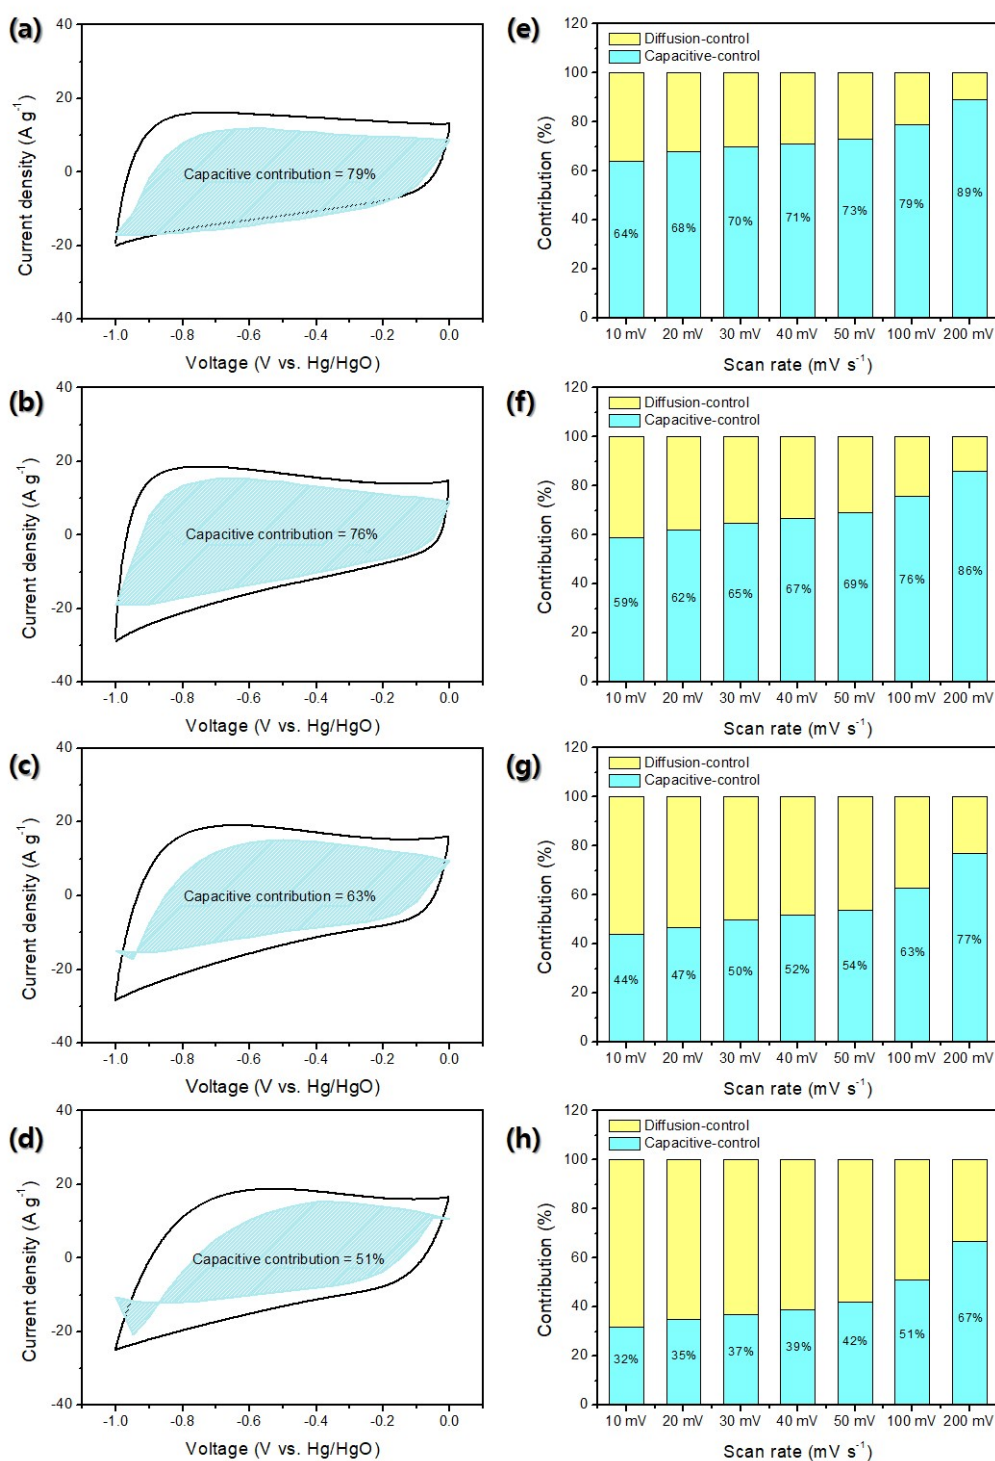 (a)
40
20
0
-20
-40
Current density (A g⁻¹)
Capacitive contribution = 79%
-1.0 -0.8 -0.6 -0.4 -0.2 0.0
Voltage (V vs. Hg/HgO)
(e)
120
100
80
60
40
20
0
Contribution (%)
Diffusion-control
Capacitive-control
64% 68% 70% 71% 73% 79% 89%
10 mV 20 mV 30 mV 40 mV 50 mV 100 mV 200 mV
Scan rate (mV s⁻¹)
(b)
40
20
0
-20
-40
Current density (A g⁻¹)
Capacitive contribution = 76%
-1.0 -0.8 -0.6 -0.4 -0.2 0.0
Voltage (V vs. Hg/HgO)
(f)
120
100
80
60
40
20
0
Contribution (%)
Diffusion-control
Capacitive-control
59% 62% 65% 67% 69% 76% 86%
10 mV 20 mV 30 mV 40 mV 50 mV 100 mV 200 mV
Scan rate (mV s⁻¹)
(c)
40
20
0
-20
-40
Current density (A g⁻¹)
Capacitive contribution = 63%
-1.0 -0.8 -0.6 -0.4 -0.2 0.0
Voltage (V vs. Hg/HgO)
(g)
120
100
80
60
40
20
0
Contribution (%)
Diffusion-control
Capacitive-control
44% 47% 50% 52% 54% 63% 77%
10 mV 20 mV 30 mV 40 mV 50 mV 100 mV 200 mV
Scan rate (mV s⁻¹)
(d)
40
20
0
-20
-40
Current density (A g⁻¹)
Capacitive contribution = 51%
-1.0 -0.8 -0.6 -0.4 -0.2 0.0
Voltage (V vs. Hg/HgO)
(h)
120
100
80
60
40
20
0
Contribution (%)
Diffusion-control
Capacitive-control
32% 35% 37% 39% 42% 51% 67%
10 mV 20 mV 30 mV 40 mV 50 mV 100 mV 200 mV
Scan rate (mV s⁻¹)